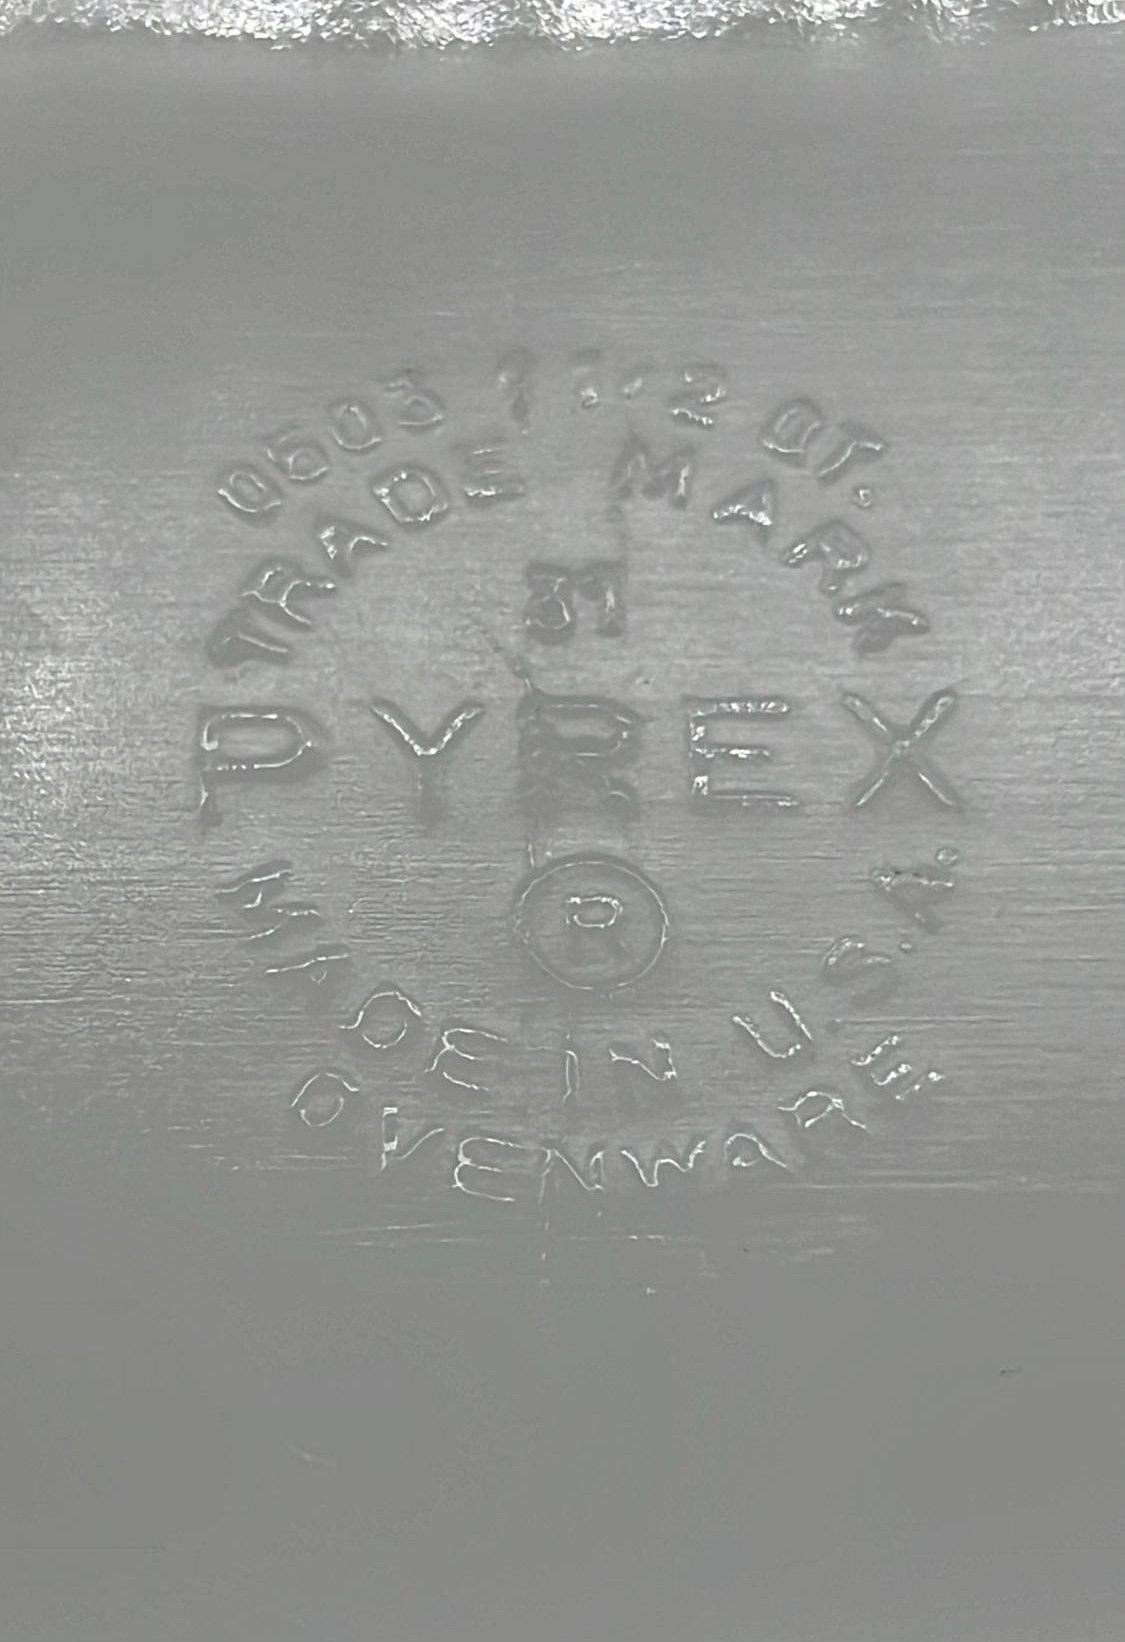 0503 1 1/2 QT.
TRADE MARK
PYREX
®
MADE IN U.S.A.
OVENWARE